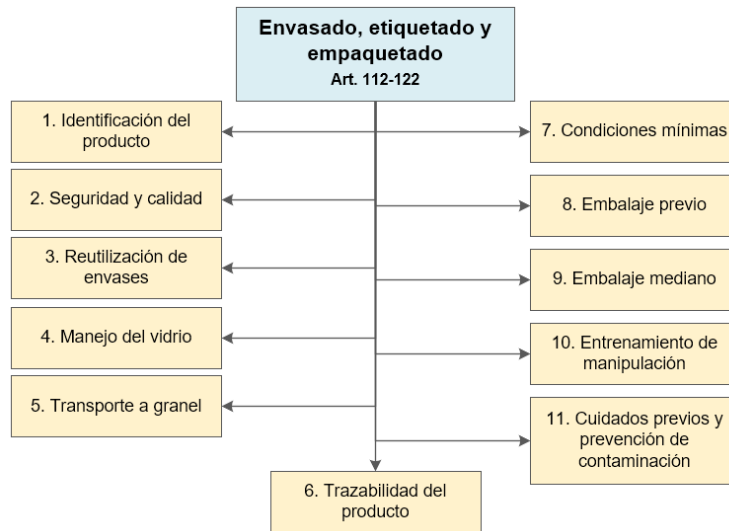 Envasado, etiquetado y
empaquetado
Art. 112-122
1. Identificación del
producto
2. Seguridad y calidad
3. Reutilización de
envases
4. Manejo del vidrio
5. Transporte a granel
6. Trazabilidad del
producto
7. Condiciones mínimas
8. Embalaje previo
9. Embalaje mediano
10. Entrenamiento de
manipulación
11. Cuidados previos y
prevención de
contaminación